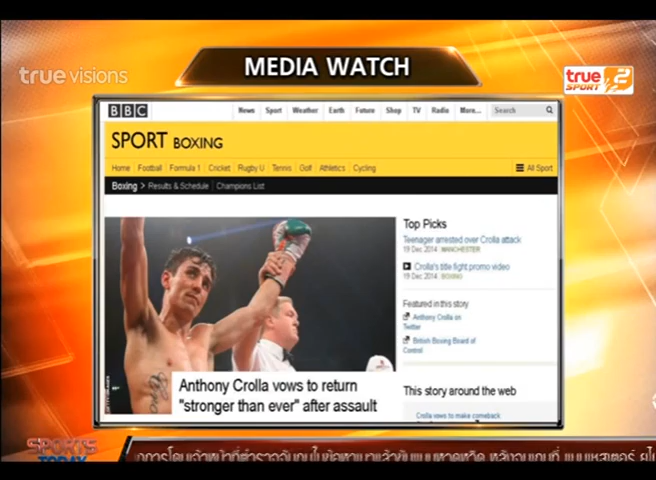 MEDIA WATCH
true visions
true 2
SPORT
BBC
News Sport Weather Earth Future Shop TV Radio More... Search
SPORT BOXING
Home Football Formula 1 Cricket Rugby U Tennis Golf Athletics Cycling All Sport
Boxing > Results & Schedule Champions List
Top Picks
Teenager arrested over Crolla attack
19 Dec 2014 MANCHESTER
Crolla's title fight promo video
19 Dec 2014 BOXING
Featured in this story
Anthony Crolla on
Twitter
British Boxing Board of
Control
Anthony Crolla vows to return
"stronger than ever" after assault
This story around the web
Crolla vows to make comeback
SPORTS
TODAY